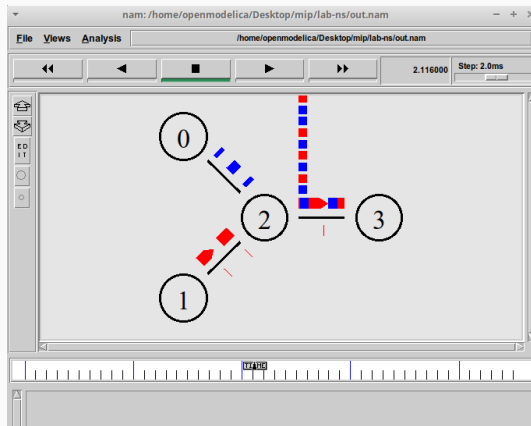 nam: /home/openmodelica/Desktop/mip/lab-ns/out.nam
File Views Analysis /home/openmodelica/Desktop/mip/lab-ns/out.nam
2.116000 Step: 2.0ms
ED
IT
0
2
3
1
TIME